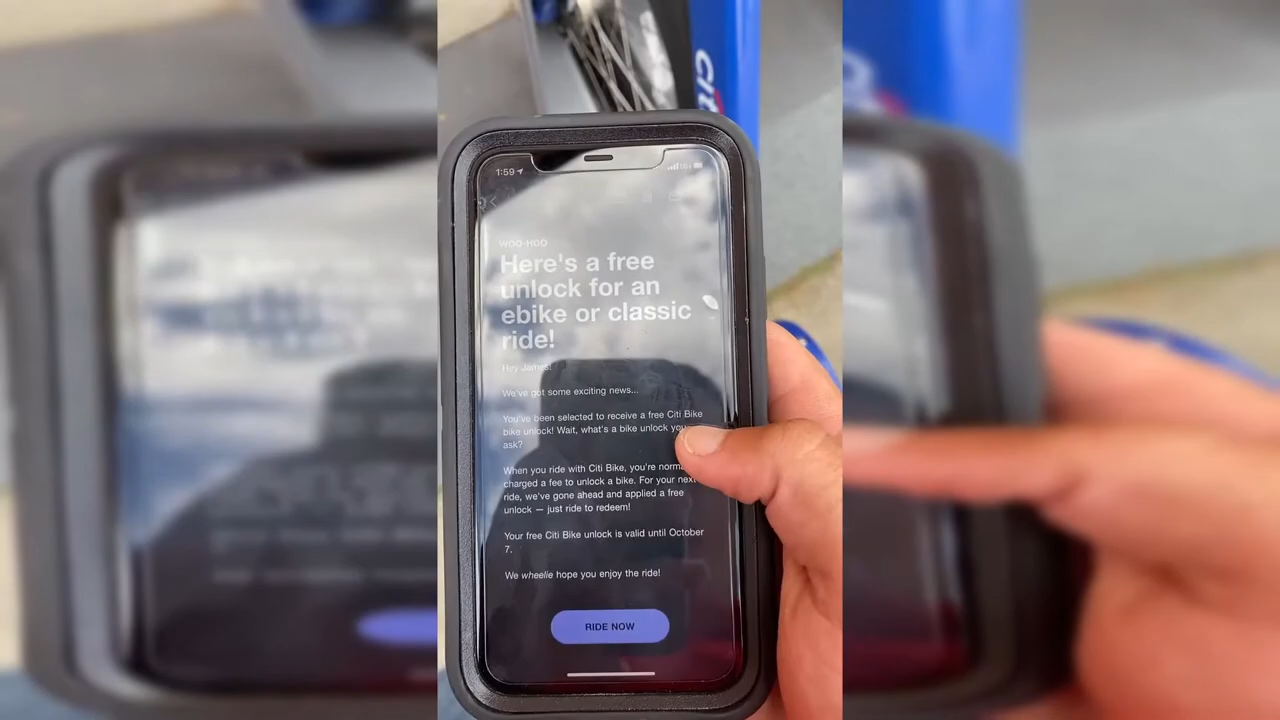 citi
1:59
WOO-HOO
Here's a free
unlock for an
ebike or classic
ride!
Hey James!
We've got some exciting news...
You've been selected to receive a free Citi Bike
bike unlock! Wait, what's a bike unlock you
ask?
When you ride with Citi Bike, you're
charged a fee to unlock a bike. For your next
ride, we've gone ahead and applied a free
unlock — just ride to redeem!
Your free Citi Bike unlock is valid until October
7.
We wheelie hope you enjoy the ride!
RIDE NOW